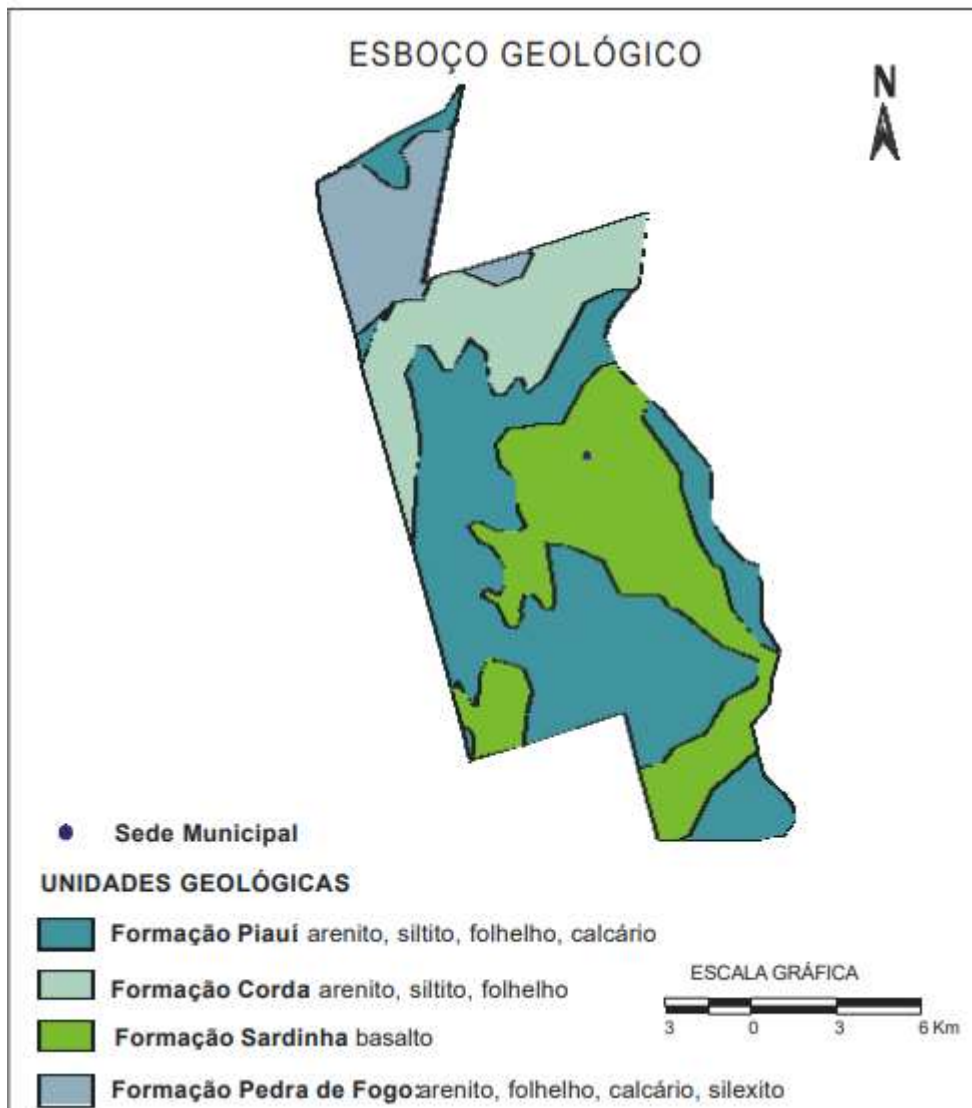 ESBOÇO GEOLÓGICO
N
Sede Municipal
UNIDADES GEOLÓGICAS
Formação Piauí arenito, siltito, folhelho, calcário
Formação Corda arenito, siltito, folhelho
Formação Sardinha basalto
Formação Pedra de Fogo:arenito, folhelho, calcário, silexito
ESCALA GRÁFICA
3 0 3 6 Km